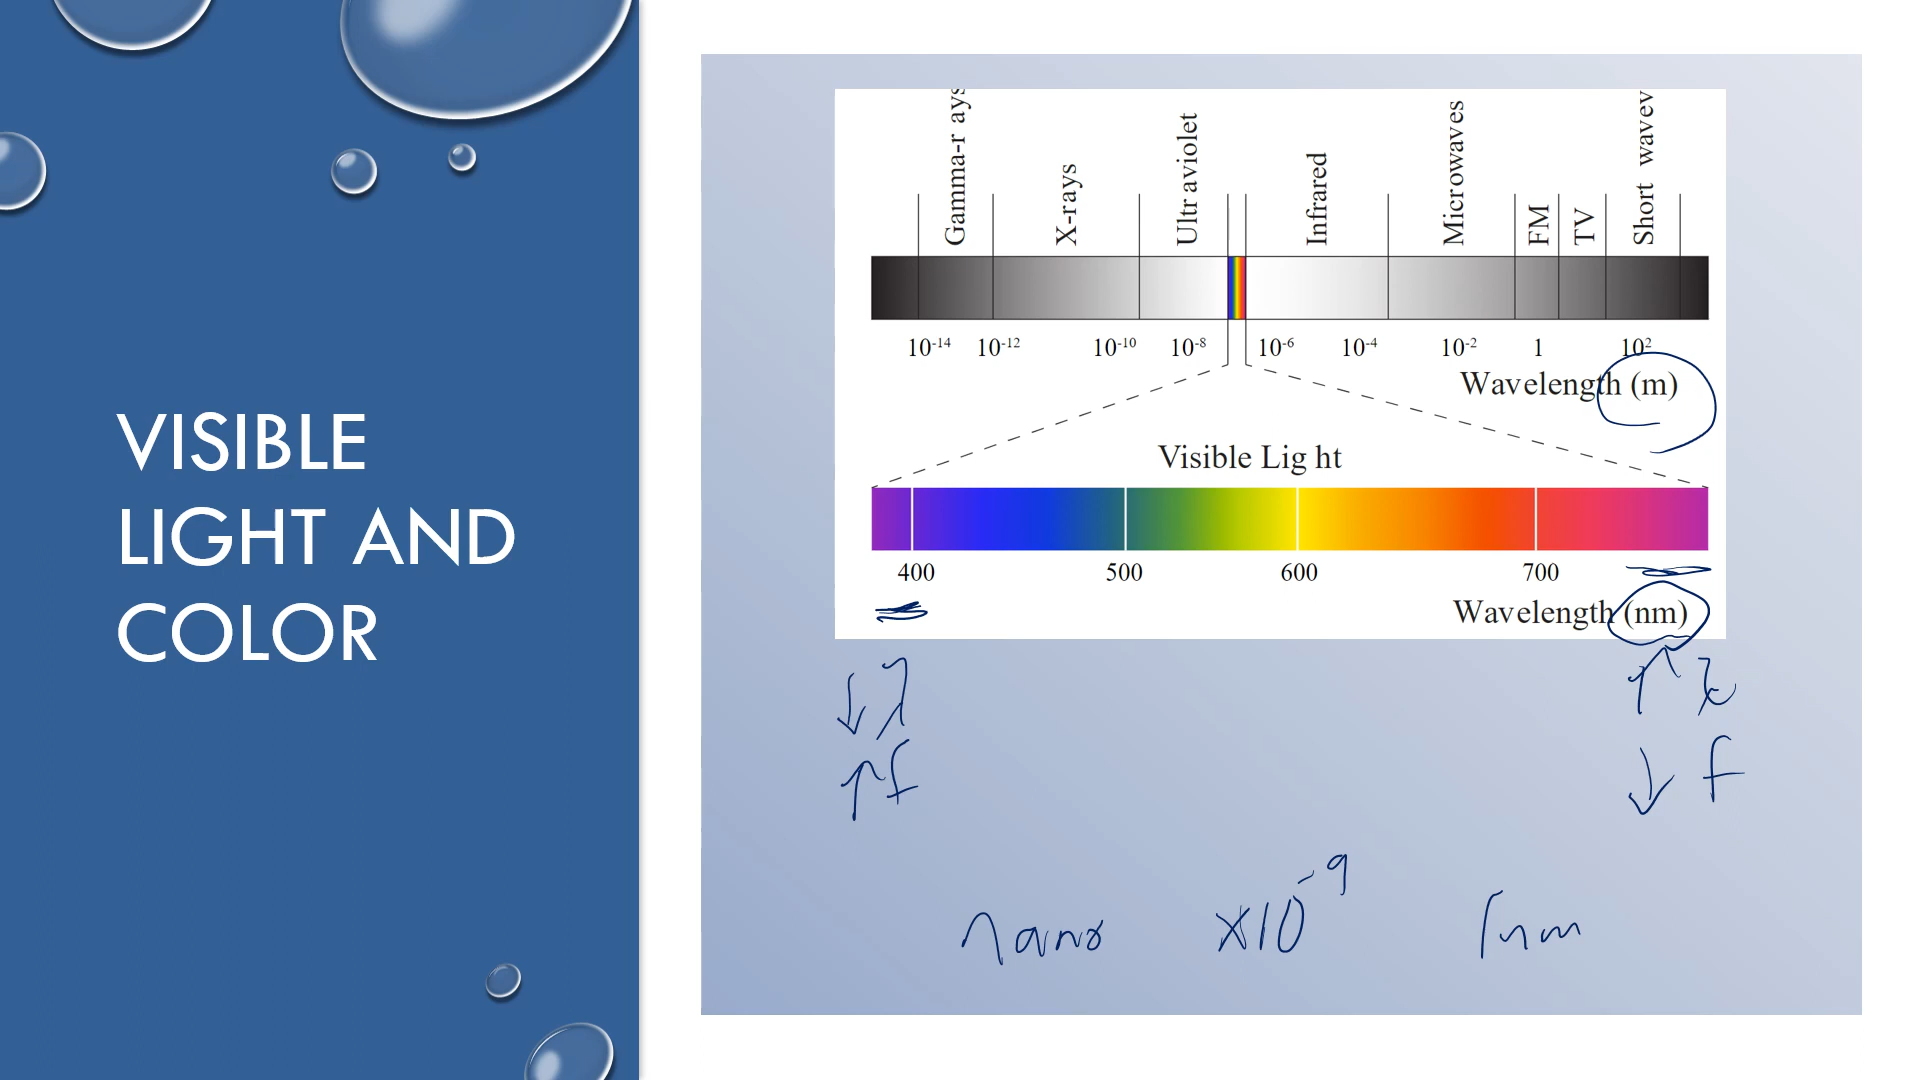 VISIBLE
LIGHT AND
COLOR
Gamma-r ays
X-rays
Ultr aviolet
Infrared
Microwaves
FM
TV
Short wavev
10-14 10-12 10-10 10-8 10-6 10-4 10-2 1 10²
Wavelength (m)
Visible Lig ht
400 500 600 700
Wavelength (nm)
↓ λ
↑ f
↑ λ
↓ f
nano ×10⁻⁹ 1nm